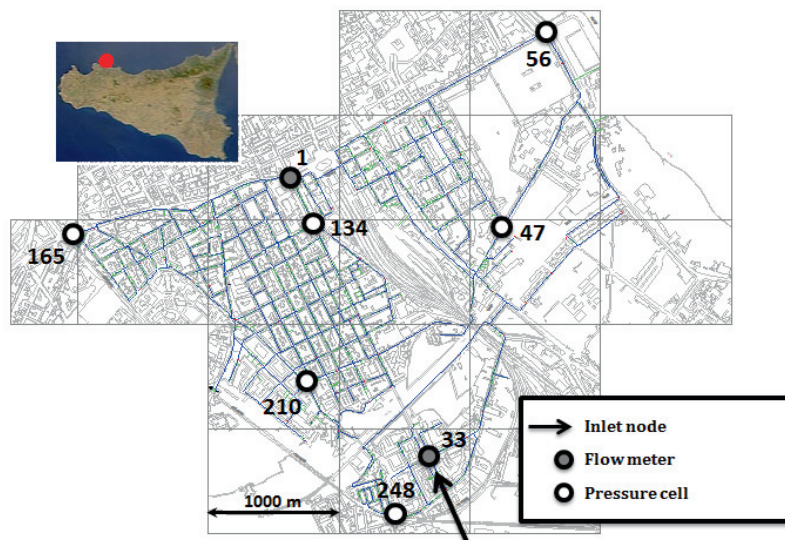 56
1
134
47
165
210
33
248
1000 m
Inlet node
Flow meter
Pressure cell